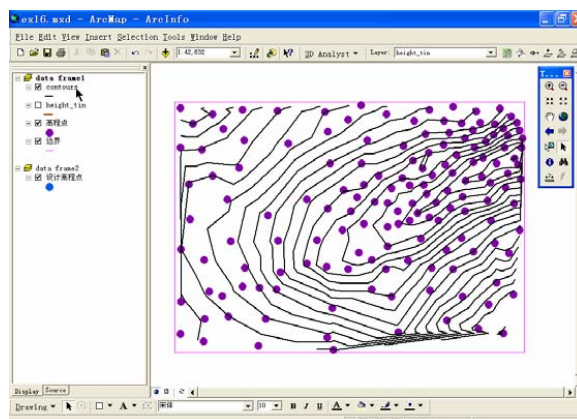 ex16.mxd - ArcMap - ArcInfo
File Edit View Insert Selection Tools Window Help
1:42,632 3D Analyst Layer: height_tin
T...
data frame1
contours
height_tin
高程点
边界
data frame2
设计高程点
Display Source
Drawing A 宋体 10 B I U A